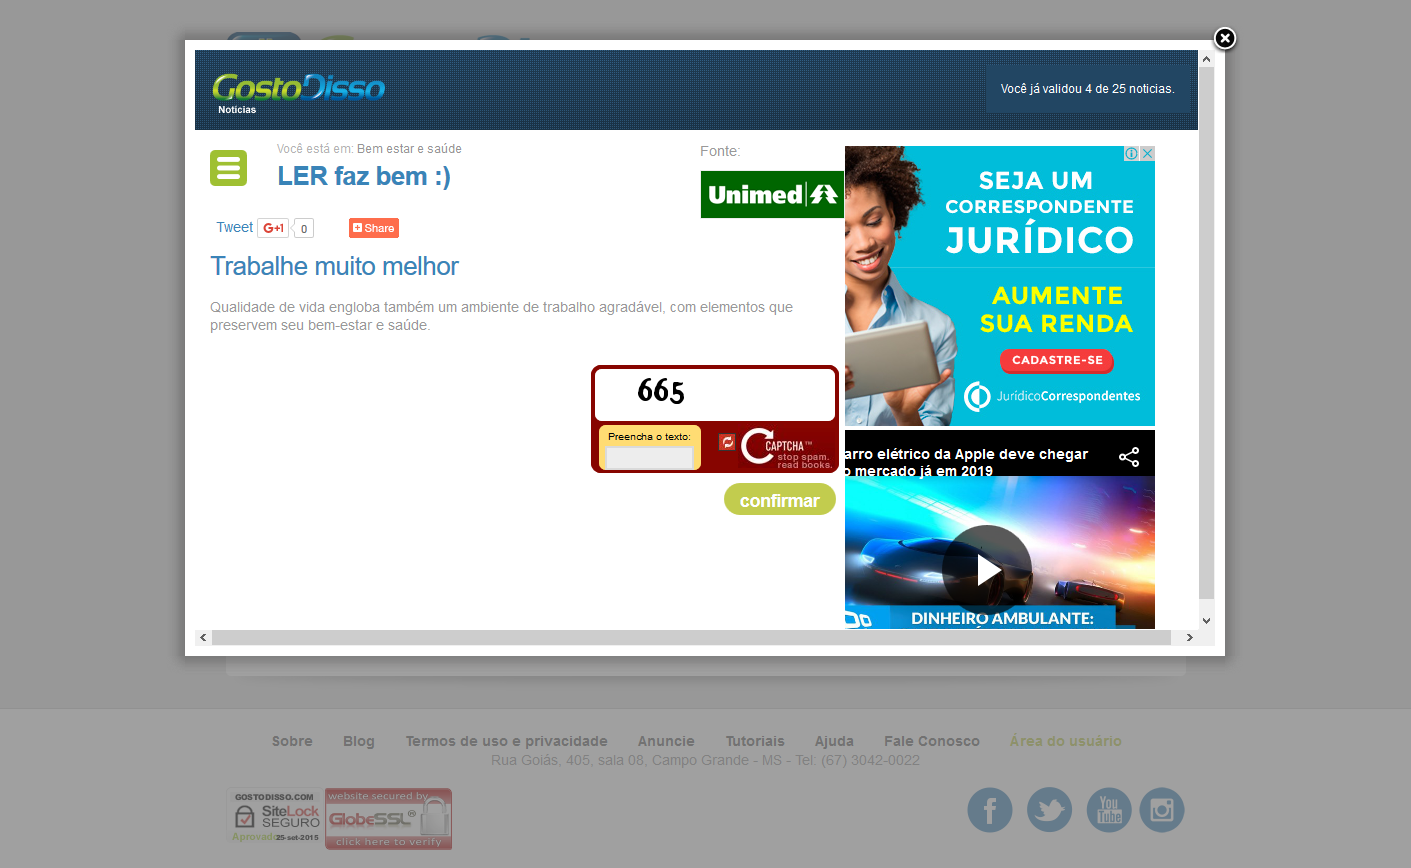 GostoDisso
Notícias
Você já validou 4 de 25 noticias.
Você está em: Bem estar e saúde
LER faz bem :)
Fonte:
Unimed
Tweet
G+1
0
Share
Trabalhe muito melhor
Qualidade de vida engloba também um ambiente de trabalho agradável, com elementos que
preservem seu bem-estar e saúde.
665
Preencha o texto:
CAPTCHA™
stop spam.
read books.
confirmar
SEJA UM
CORRESPONDENTE
JURÍDICO
AUMENTE
SUA RENDA
CADASTRE-SE
JurídicoCorrespondentes
arro elétrico da Apple deve chegar
o mercado já em 2019
DINHEIRO AMBULANTE:
Sobre
Blog
Termos de uso e privacidade
Anuncie
Tutoriais
Ajuda
Fale Conosco
Área do usuário
Rua Goiás, 405, sala 08, Campo Grande - MS - Tel: (67) 3042-0022
GOSTODISSO.COM
SiteLock
SEGURO
Aprovado
25-set-2015
website secured by
GlobeSSL®
click here to verify
You
Tube